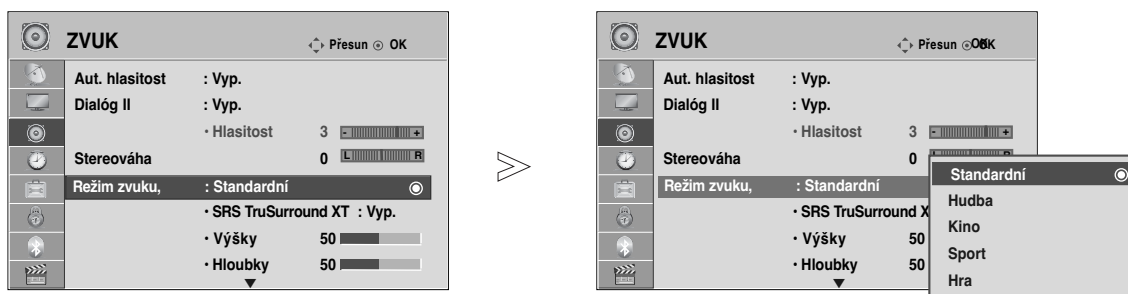 ZVUK
Přesun OK
Aut. hlasitost : Vyp.
Dialóg II : Vyp.
• Hlasitost 3 - +
Stereováha 0 L R
Režim zvuku, : Standardní
• SRS TruSurround XT : Vyp.
• Výšky 50
• Hloubky 50
ZVUK
Přesun OK
Aut. hlasitost : Vyp.
Dialóg II : Vyp.
• Hlasitost 3 - +
Stereováha 0
Režim zvuku, : Standardní
• SRS TruSurround X
• Výšky 50
• Hloubky 50
Standardní
Hudba
Kino
Sport
Hra